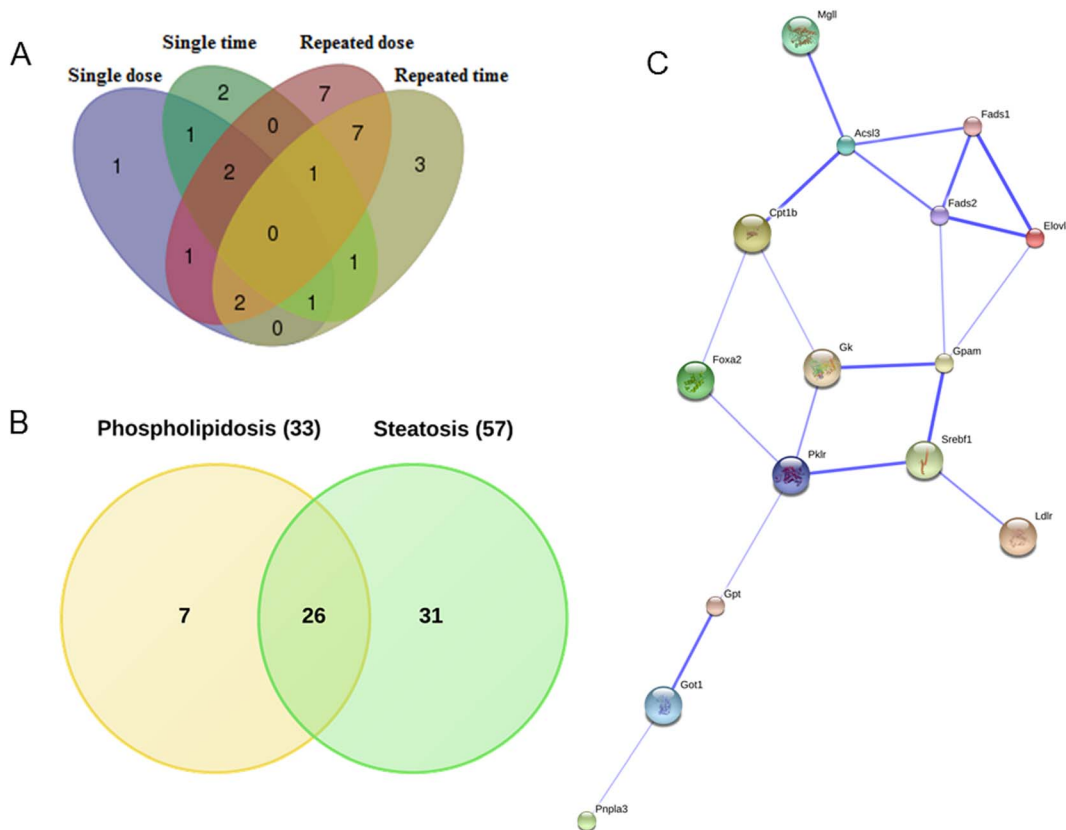 A
Single time
Repeated dose
Single dose
Repeated time
2
7
1
0
7
1
2
1
3
0
1
1
2
1
0
B
Phospholipidosis (33)
Steatosis (57)
7
26
31
C
Mgll
Fads1
Acsl3
Fads2
Cpt1b
Elovl
Gk
Gpam
Foxa2
Srebf1
Pklr
Ldlr
Gpt
Got1
Pnpla3